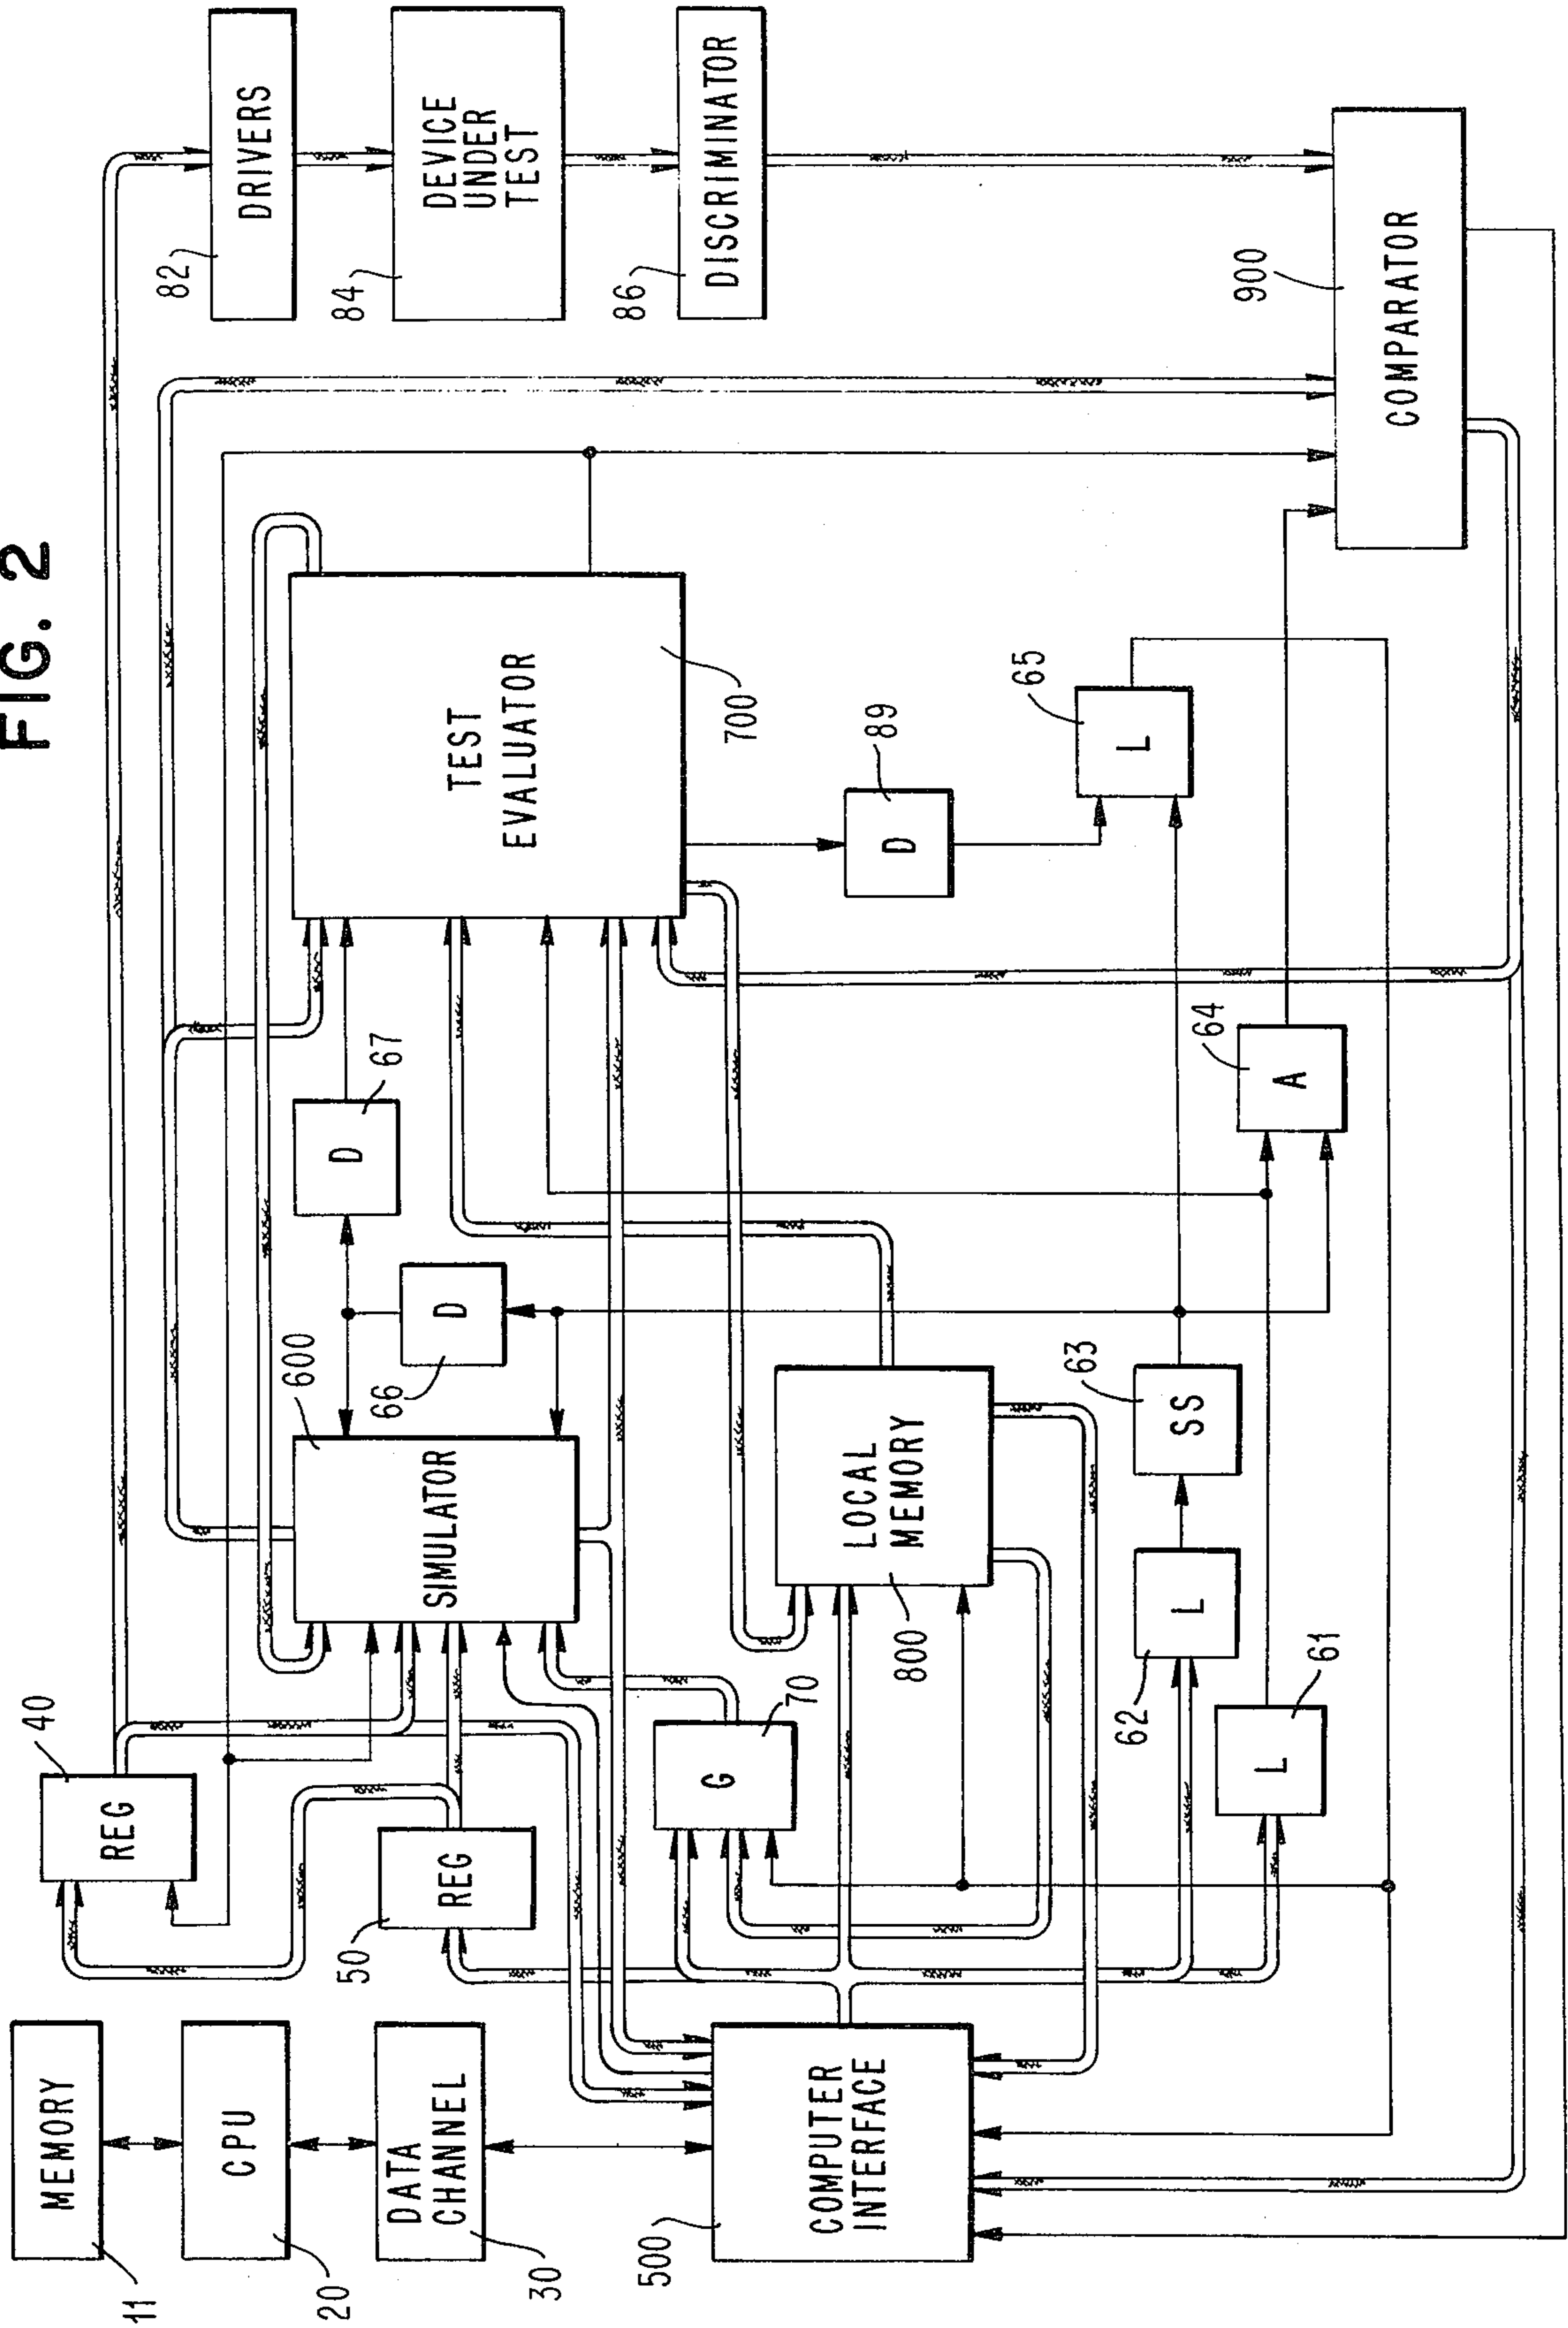 FIG. 2
MEMORY
11
CPU
20
DATA
CHANNEL
30
COMPUTER
INTERFACE
500
REG
40
REG
50
G
70
L
61
L
62
SS
63
A
64
L
65
SIMULATOR
600
D
66
D
67
LOCAL
MEMORY
800
TEST
EVALUATOR
700
D
89
DRIVERS
82
DEVICE
UNDER
TEST
84
DISCRIMINATOR
86
COMPARATOR
900